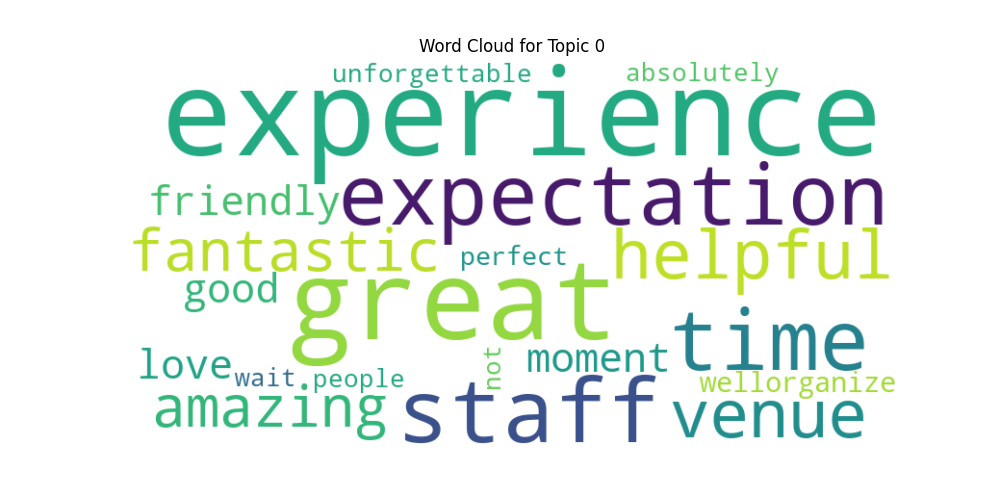 Word Cloud for Topic 0
unforgettable absolutely
experience
friendly expectation
fantastic perfect helpful
good great
time
love wait people not moment
wellorganize
amazing staff venue